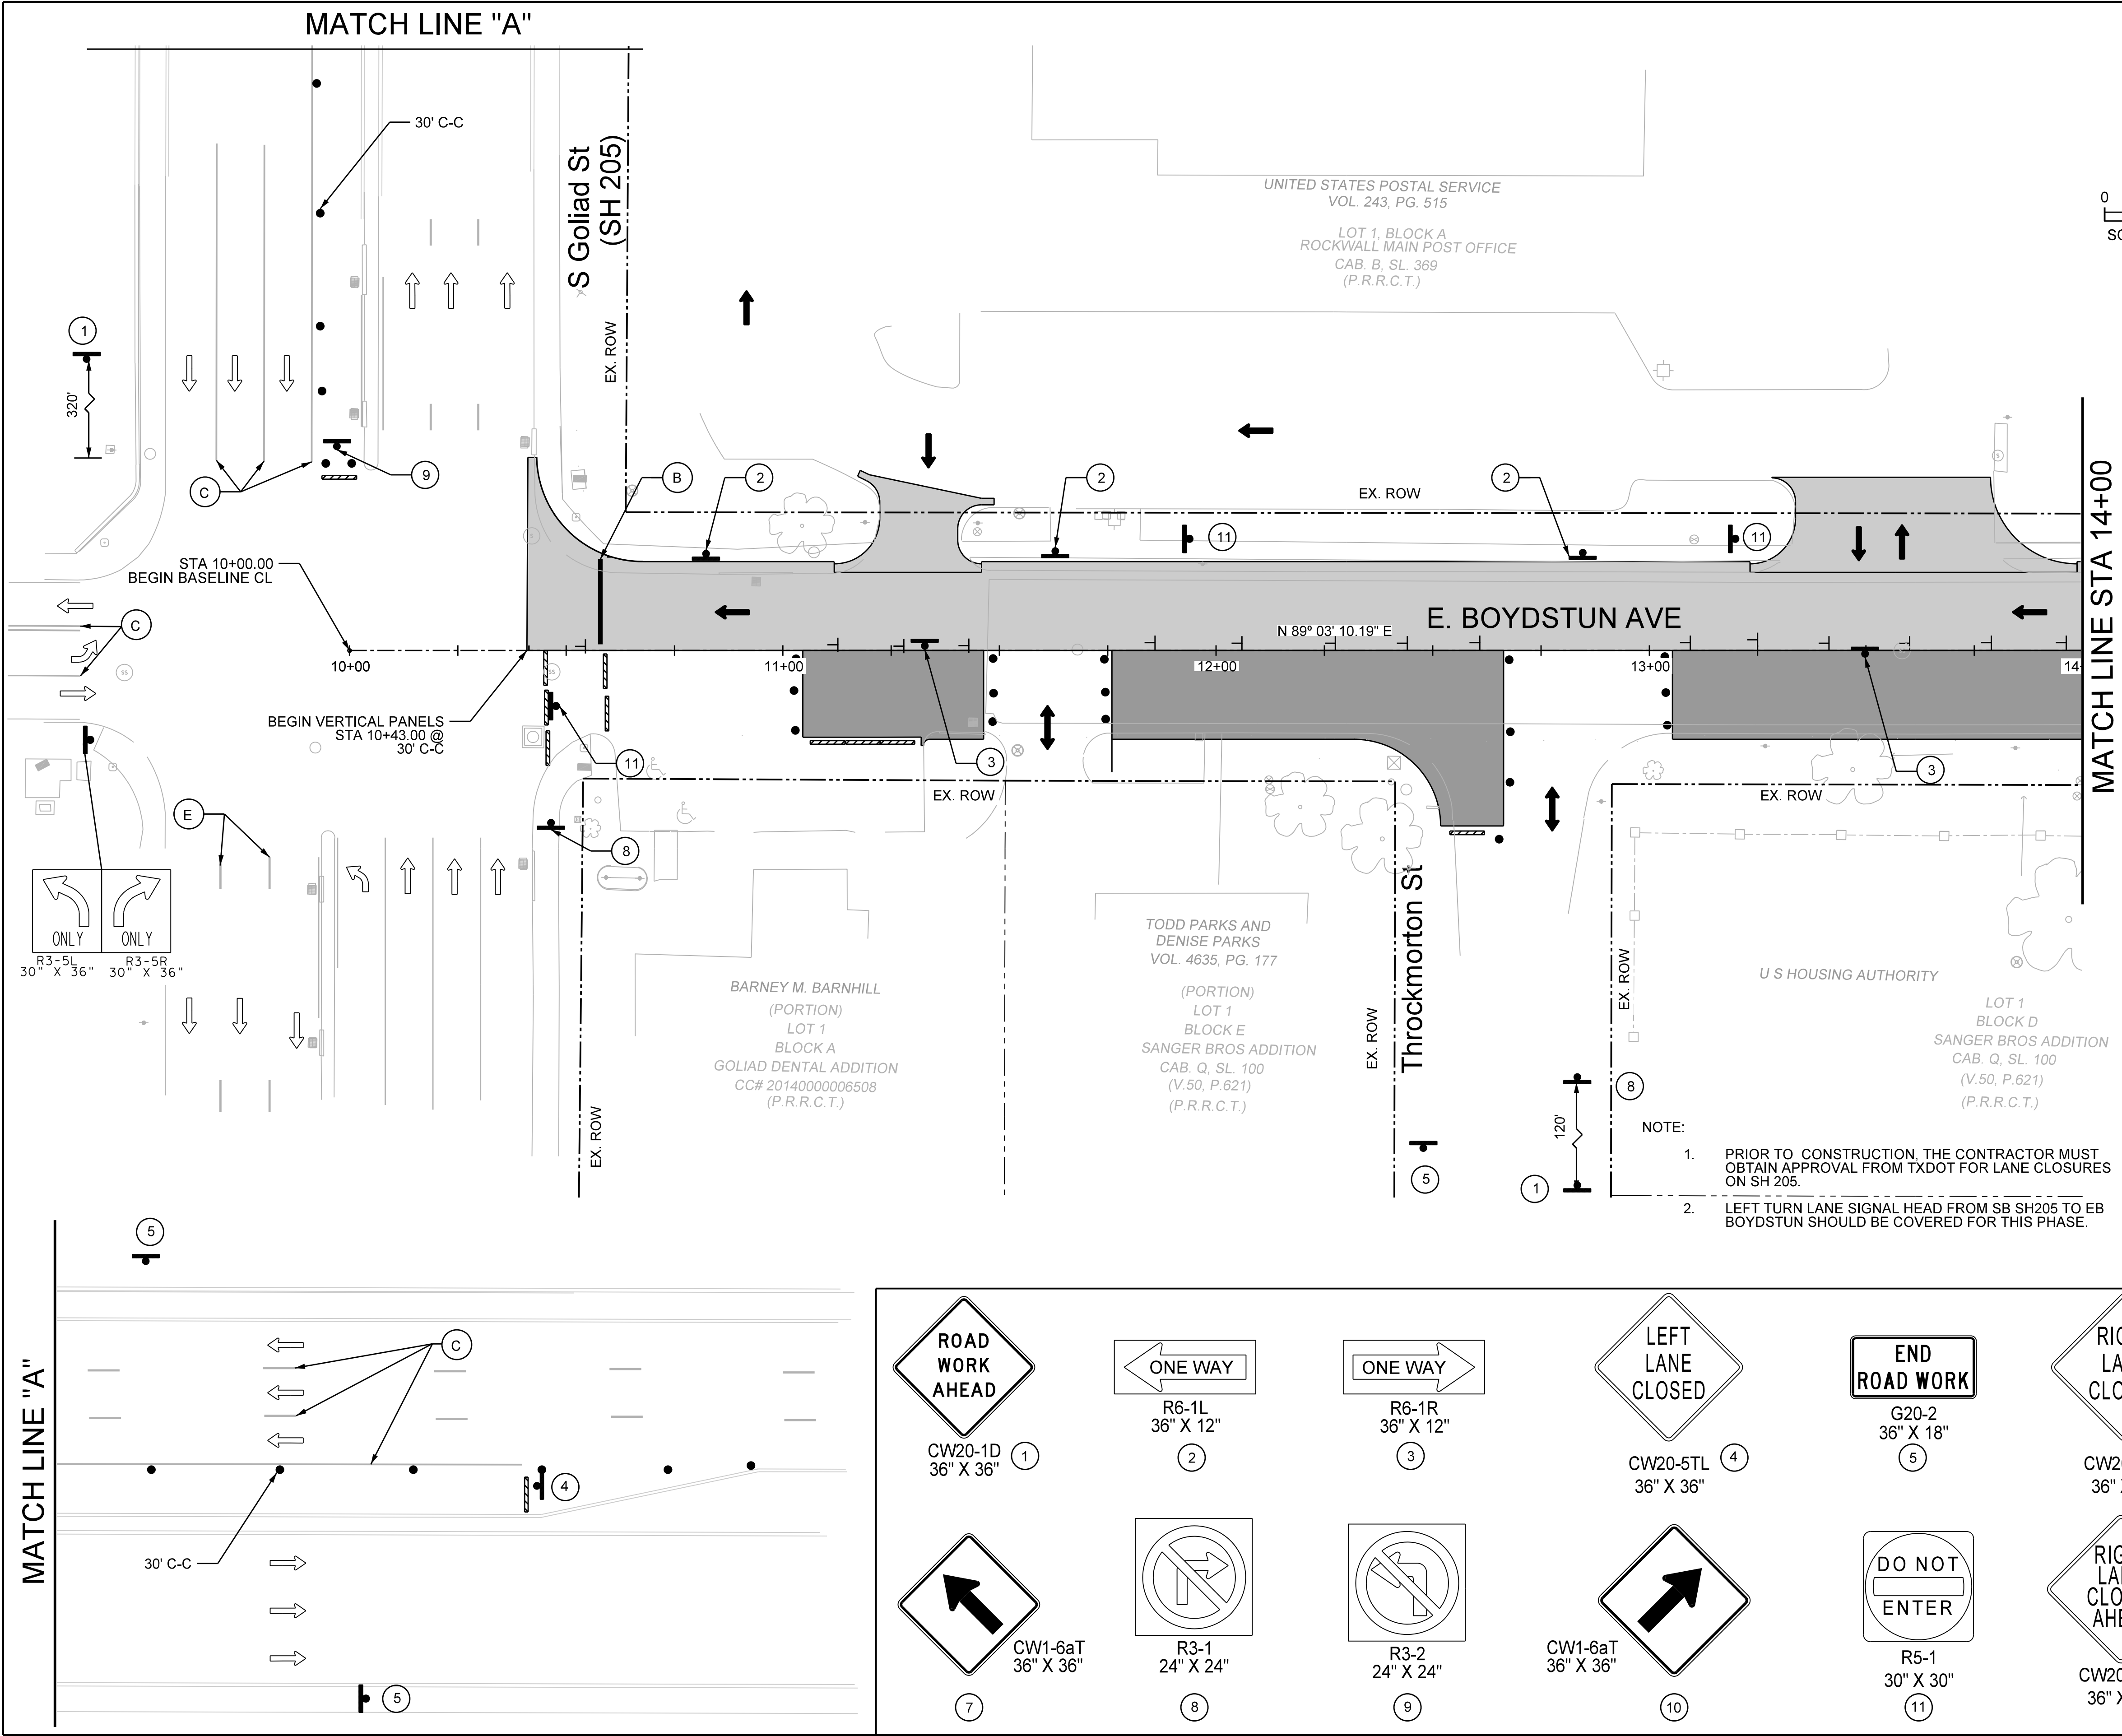 MATCH LINE "A"
30' C-C
S Goliad St
(SH 205)
EX. ROW
UNITED STATES POSTAL SERVICE
VOL. 243, PG. 515
LOT 1, BLOCK A
ROCKWALL MAIN POST OFFICE
CAB. B, SL. 369
(P.R.R.C.T.)
0
1
320'
C
9
B
2
2
2
EX. ROW
11
11
STA 10+00.00
BEGIN BASELINE CL
C
SS
S
S
SS
E. BOYDSTUN AVE
N 89° 03' 10.19" E
10+00
11+00
12+00
13+00
MATCH LINE STA 14+00
BEGIN VERTICAL PANELS
STA 10+43.00 @
30' C-C
11
3
3
EX. ROW
EX. ROW
E
8
ONLY
ONLY
R3-5L
30" X 36"
R3-5R
30" X 36"
BARNEY M. BARNHILL
(PORTION)
LOT 1
BLOCK A
GOLIAD DENTAL ADDITION
CC# 20140000006508
(P.R.R.C.T.)
EX. ROW
TODD PARKS AND
DENISE PARKS
VOL. 4635, PG. 177
(PORTION)
LOT 1
BLOCK E
SANGER BROS ADDITION
CAB. Q, SL. 100
(V.50, P.621)
(P.R.R.C.T.)
EX. ROW
Throckmorton St
EX. ROW
U S HOUSING AUTHORITY
LOT 1
BLOCK D
SANGER BROS ADDITION
CAB. Q, SL. 100
(V.50, P.621)
(P.R.R.C.T.)
8
120'
5
1
NOTE:
1. PRIOR TO CONSTRUCTION, THE CONTRACTOR MUST
OBTAIN APPROVAL FROM TXDOT FOR LANE CLOSURES
ON SH 205.
2. LEFT TURN LANE SIGNAL HEAD FROM SB SH205 TO EB
BOYDSTUN SHOULD BE COVERED FOR THIS PHASE.
MATCH LINE "A"
5
C
4
30' C-C
5
ROAD
WORK
AHEAD
CW20-1D
36" X 36"
1
ONE WAY
R6-1L
36" X 12"
2
ONE WAY
R6-1R
36" X 12"
3
LEFT
LANE
CLOSED
CW20-5TL
36" X 36"
4
END
ROAD WORK
G20-2
36" X 18"
5
CW1-6aT
36" X 36"
7
R3-1
24" X 24"
8
R3-2
24" X 24"
9
CW1-6aT
36" X 36"
10
DO NOT
ENTER
R5-1
30" X 30"
11